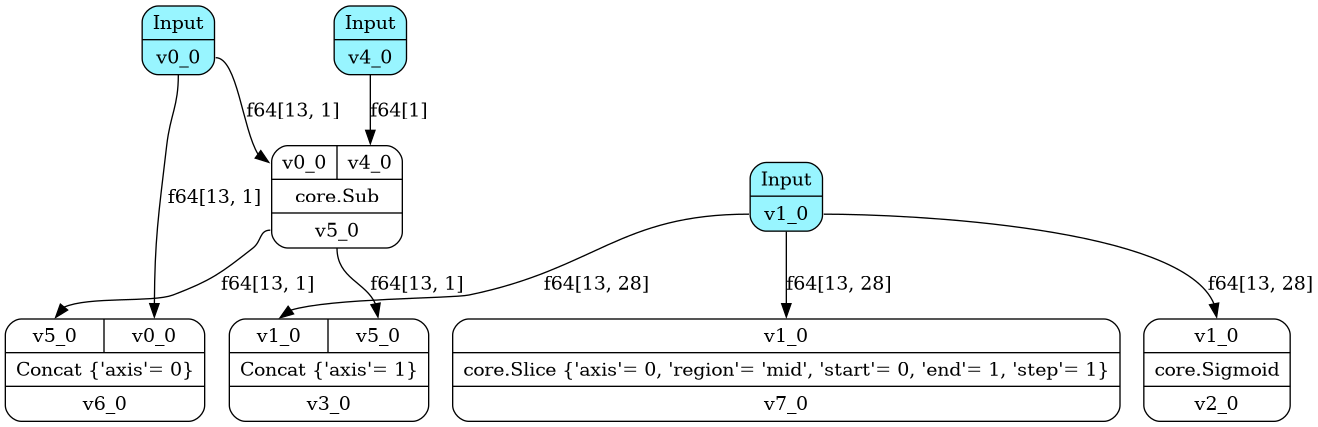 Input
v0_0
Input
v4_0
f64[13, 1]
f64[1]
v0_0 v4_0
core.Sub
v5_0
Input
v1_0
f64[13, 1]
f64[13, 1]
f64[13, 1]
f64[13, 28]
f64[13, 28]
f64[13, 28]
v5_0 v0_0
Concat {'axis'= 0}
v6_0
v1_0 v5_0
Concat {'axis'= 1}
v3_0
v1_0
core.Slice {'axis'= 0, 'region'= 'mid', 'start'= 0, 'end'= 1, 'step'= 1}
v7_0
v1_0
core.Sigmoid
v2_0